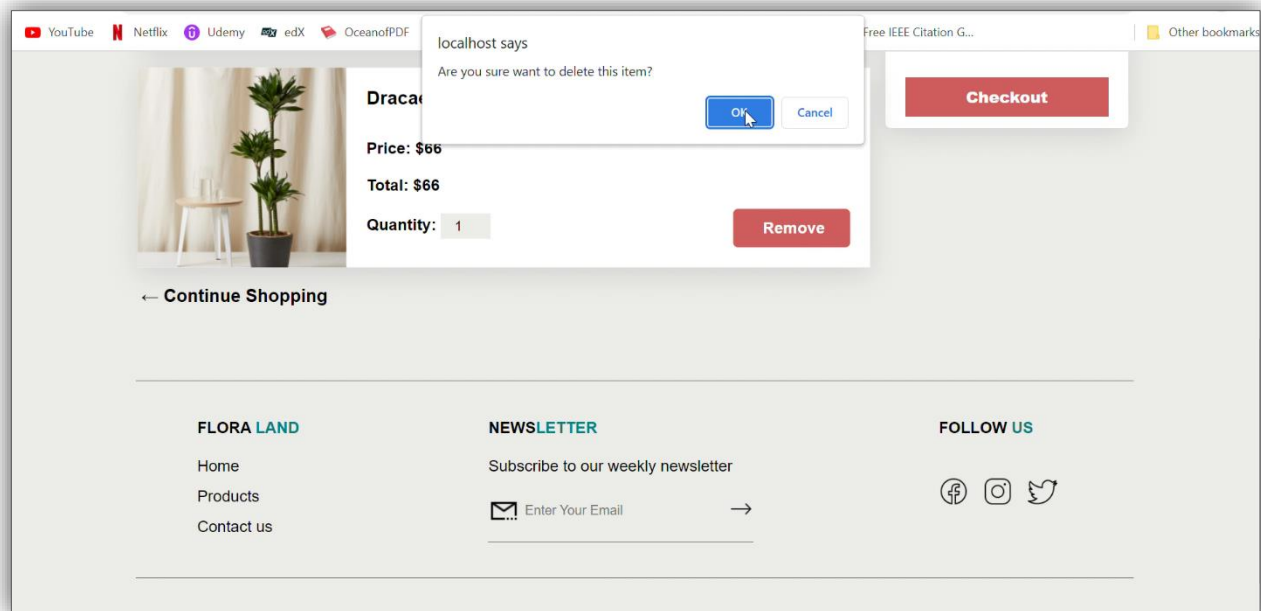 YouTube Netflix Udemy edX OceanofPDF Free IEEE Citation G... Other bookmarks
localhost says
Are you sure want to delete this item?
OK Cancel
Checkout
Price: $66
Total: $66
Quantity: 1
Remove
← Continue Shopping
FLORA LAND
Home
Products
Contact us
NEWSLETTER
Subscribe to our weekly newsletter
Enter Your Email
FOLLOW US